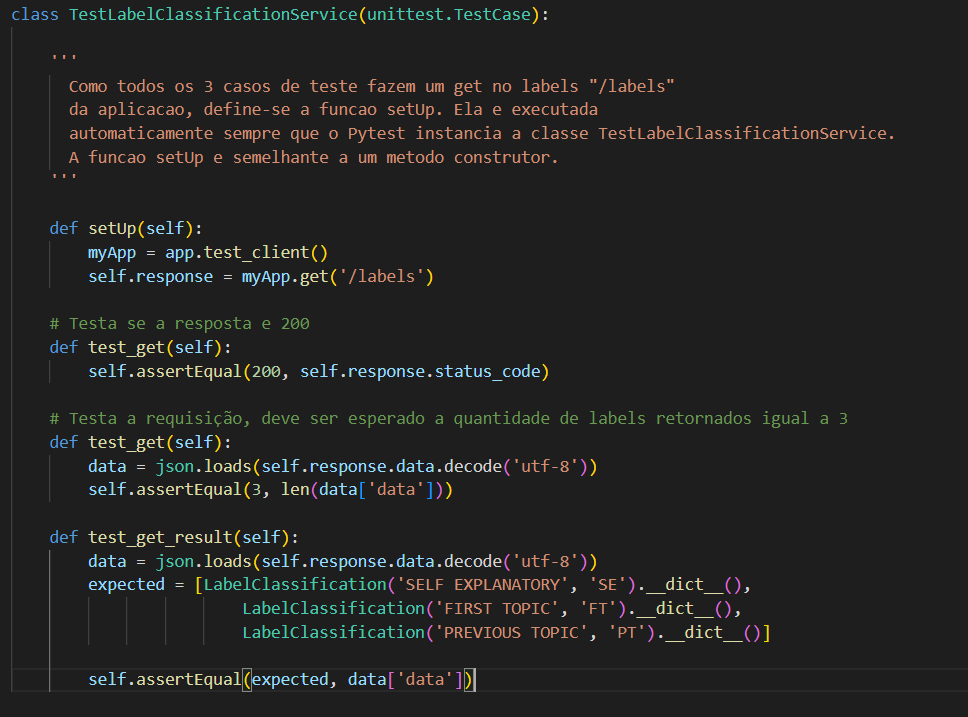 class TestLabelClassificationService(unittest.TestCase):
'''
Como todos os 3 casos de teste fazem um get no labels "/labels"
da aplicacao, define-se a funcao setUp. Ela e executada
automaticamente sempre que o Pytest instancia a classe TestLabelClassificationService.
A funcao setUp e semelhante a um metodo construtor.
'''
def setUp(self):
myApp = app.test_client()
self.response = myApp.get('/labels')
# Testa se a resposta e 200
def test_get(self):
self.assertEqual(200, self.response.status_code)
# Testa a requisição, deve ser esperado a quantidade de labels retornados igual a 3
def test_get(self):
data = json.loads(self.response.data.decode('utf-8'))
self.assertEqual(3, len(data['data']))
def test_get_result(self):
data = json.loads(self.response.data.decode('utf-8'))
expected = [LabelClassification('SELF EXPLANATORY', 'SE').__dict__(),
LabelClassification('FIRST TOPIC', 'FT').__dict__(),
LabelClassification('PREVIOUS TOPIC', 'PT').__dict__()]
self.assertEqual(expected, data['data'])